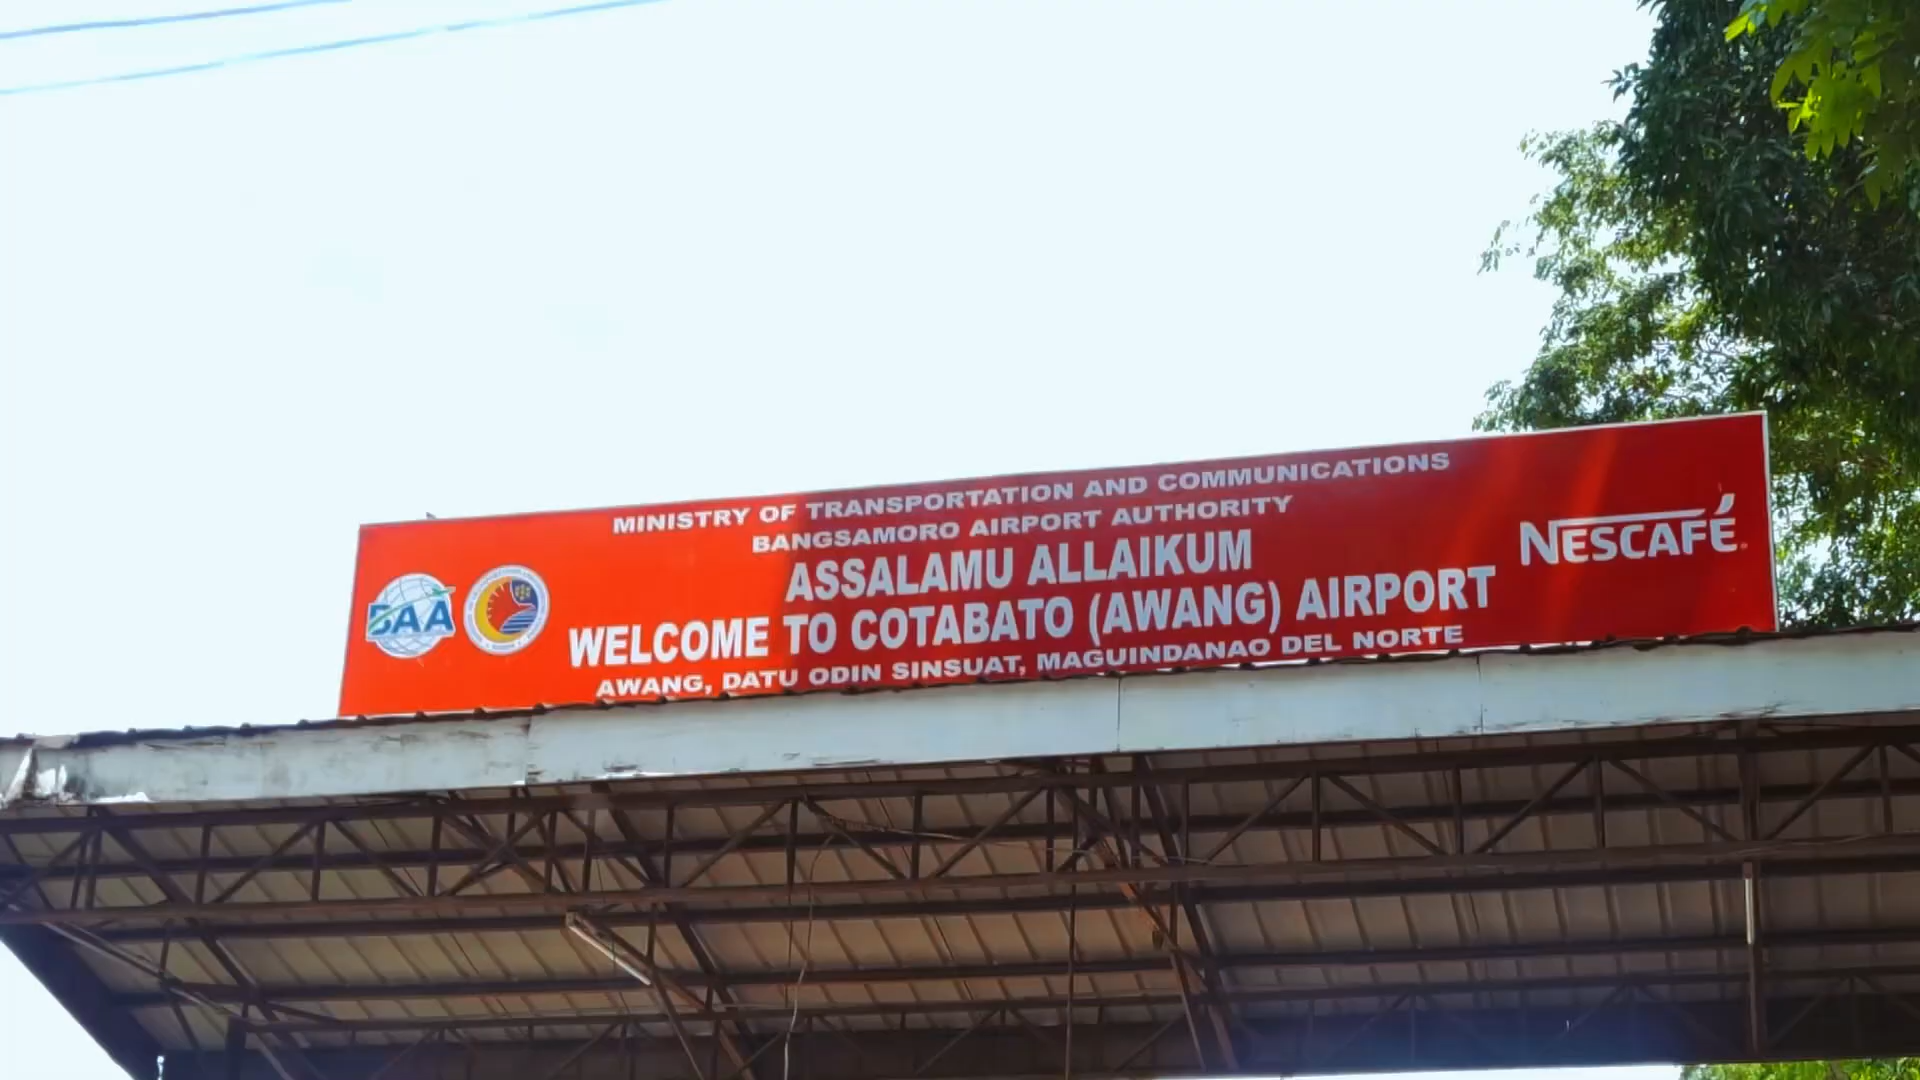 MINISTRY OF TRANSPORTATION AND COMMUNICATIONS
BANGSAMORO AIRPORT AUTHORITY
ASSALAMU ALLAIKUM
WELCOME TO COTABATO (AWANG) AIRPORT
AWANG, DATU ODIN SINSUAT, MAGUINDANAO DEL NORTE
BAA
NESCAFÉ